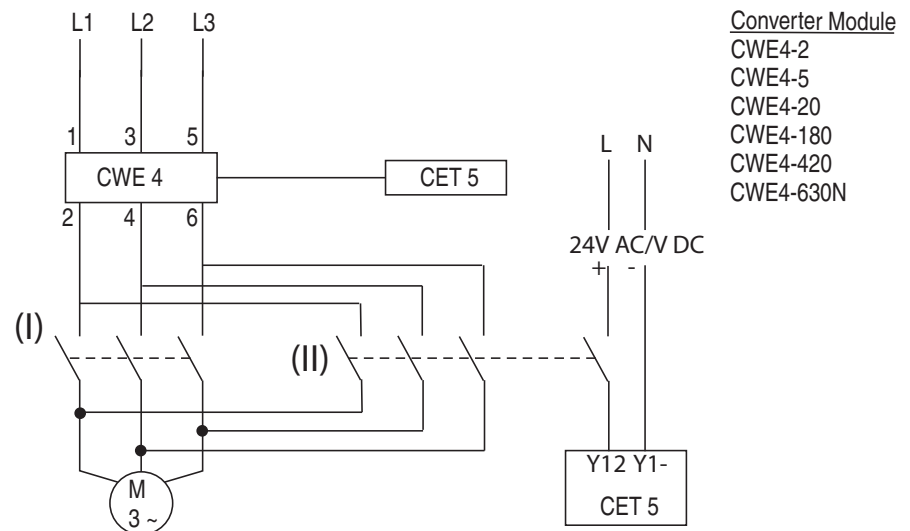 L1 L2 L3
Converter Module
CWE4-2
CWE4-5
CWE4-20
CWE4-180
CWE4-420
CWE4-630N
1 3 5
L N
CWE 4
CET 5
2 4 6
24V AC/V DC
+ -
(I)
(II)
M
3 ~
Y12 Y1-
CET 5